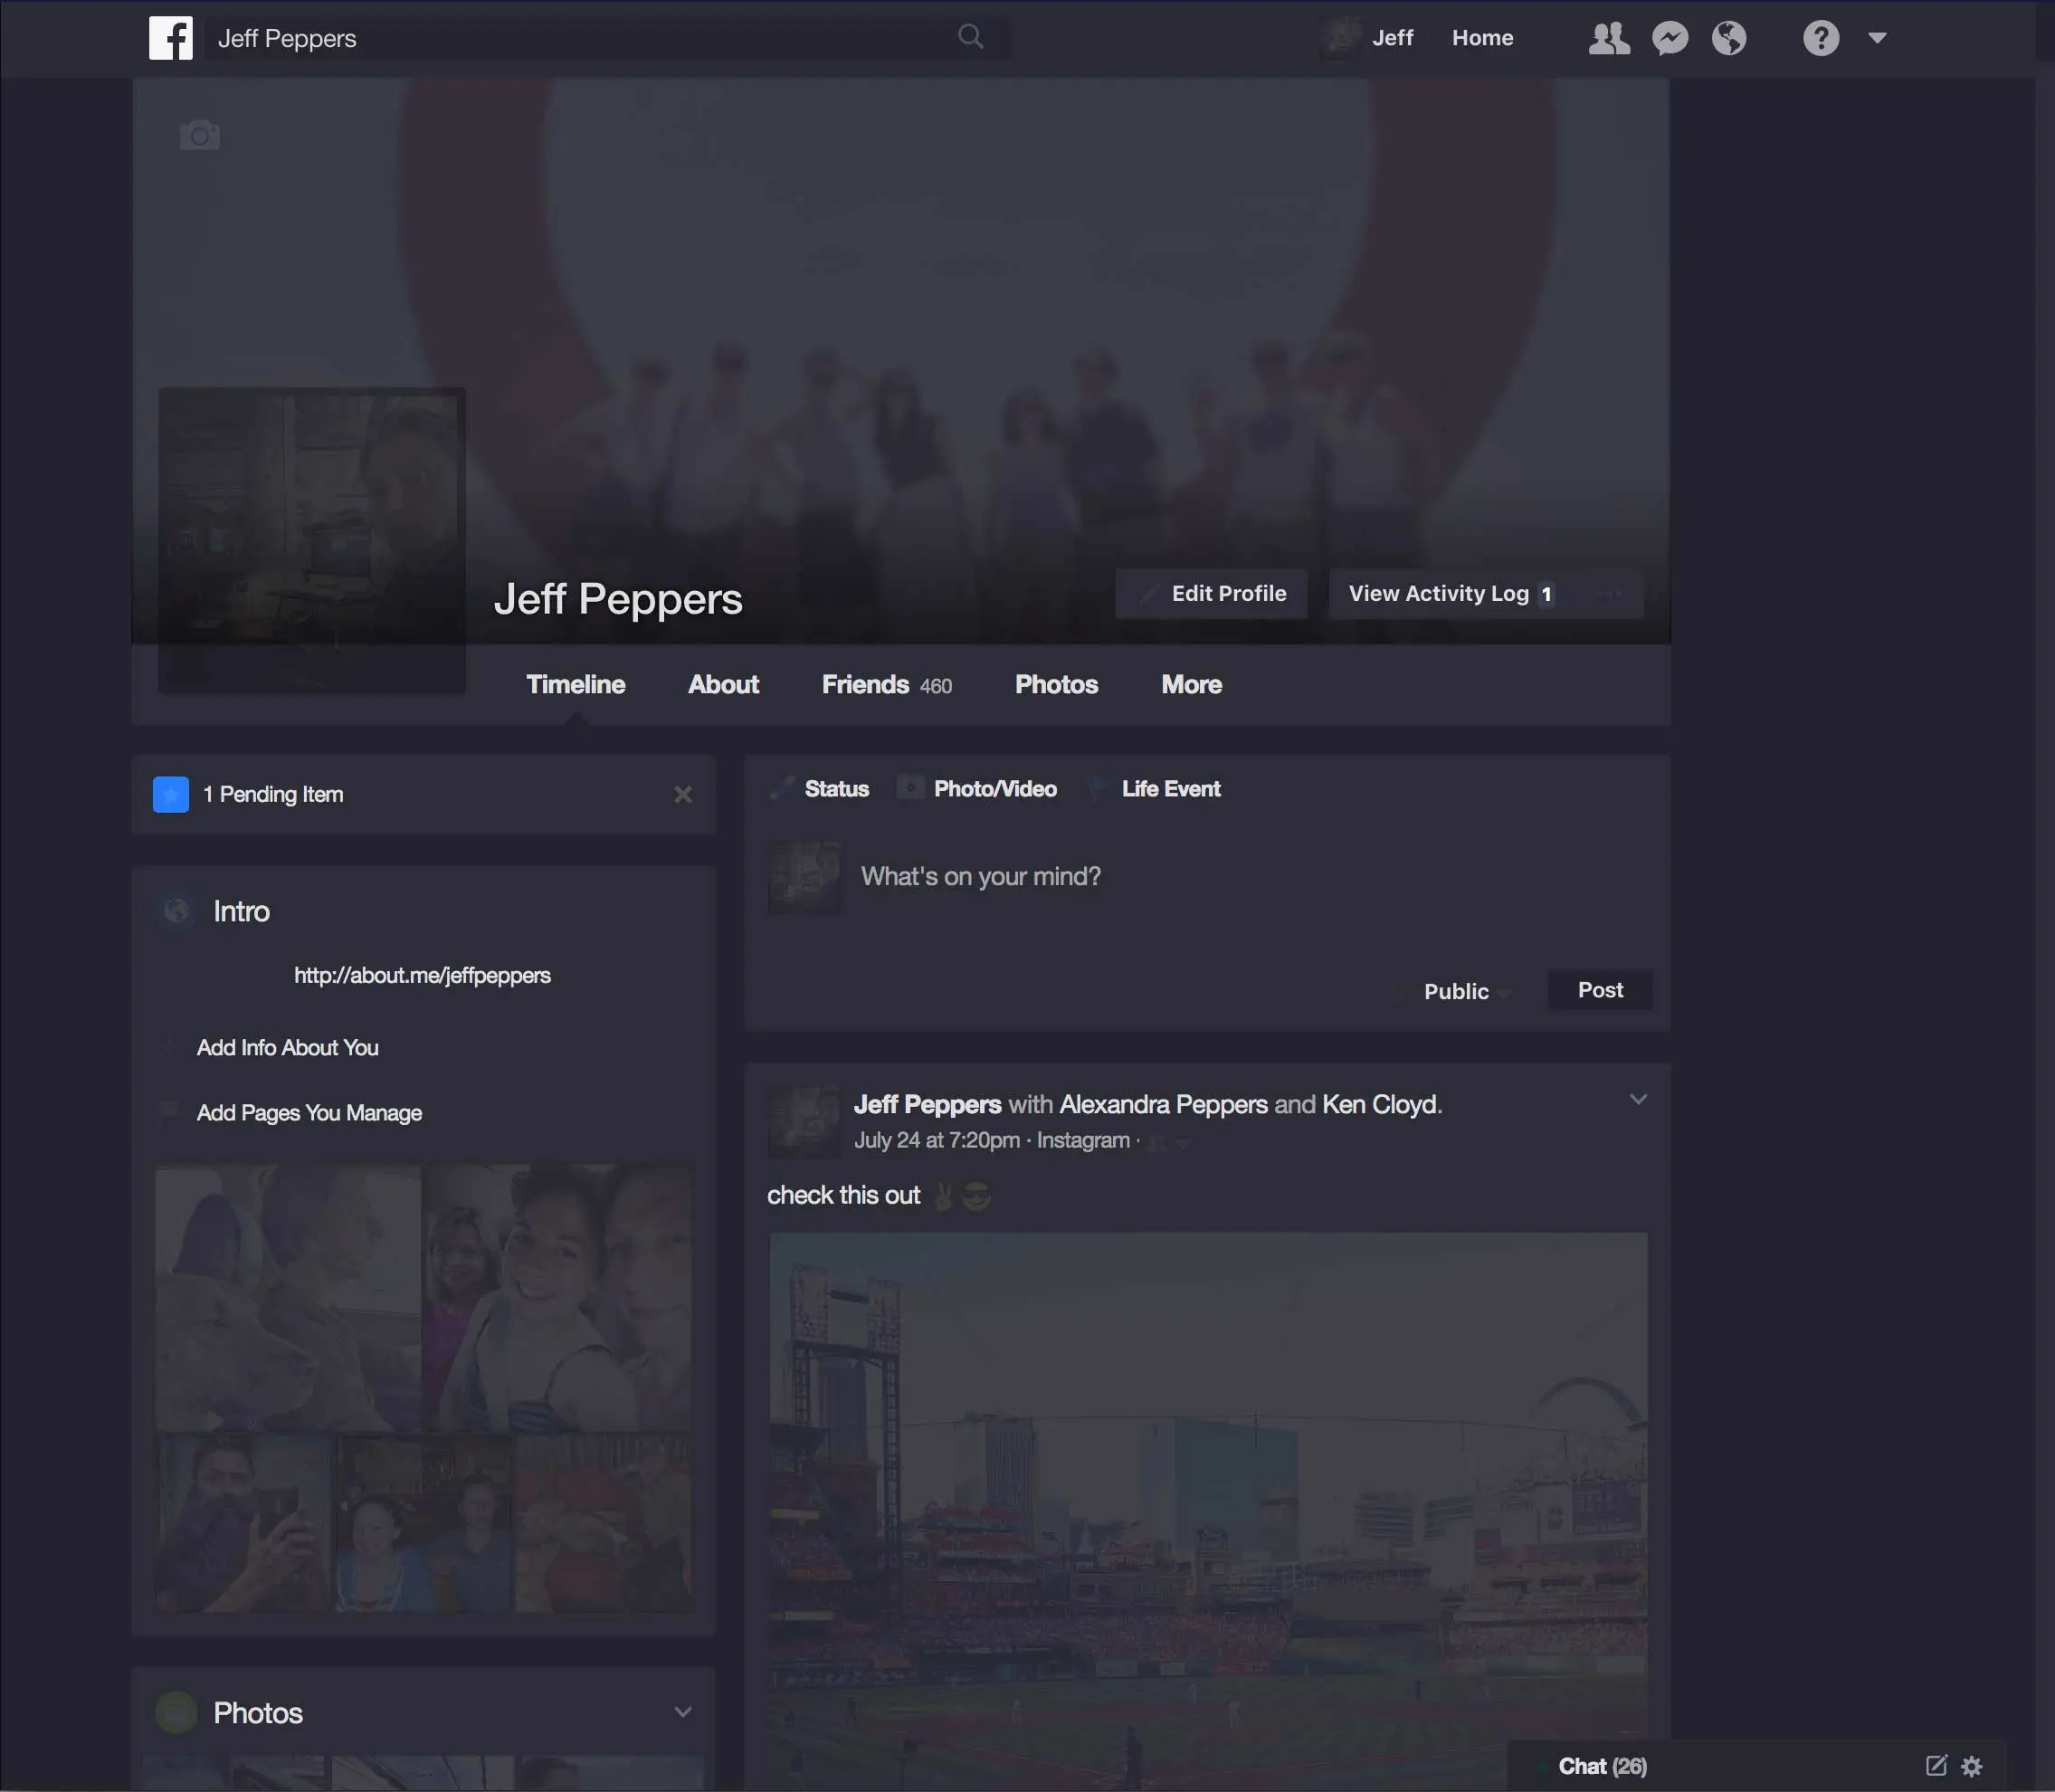 Jeff Peppers
Jeff
Home
Jeff Peppers
Edit Profile
View Activity Log 1
Timeline
About
Friends 460
Photos
More
1 Pending Item
Intro
http://about.me/jeffpeppers
Add Info About You
Add Pages You Manage
Photos
Status
Photo/Video
Life Event
What's on your mind?
Public
Post
Jeff Peppers with Alexandra Peppers and Ken Cloyd.
July 24 at 7:20pm · Instagram ·
check this out ✌😎
Chat (26)